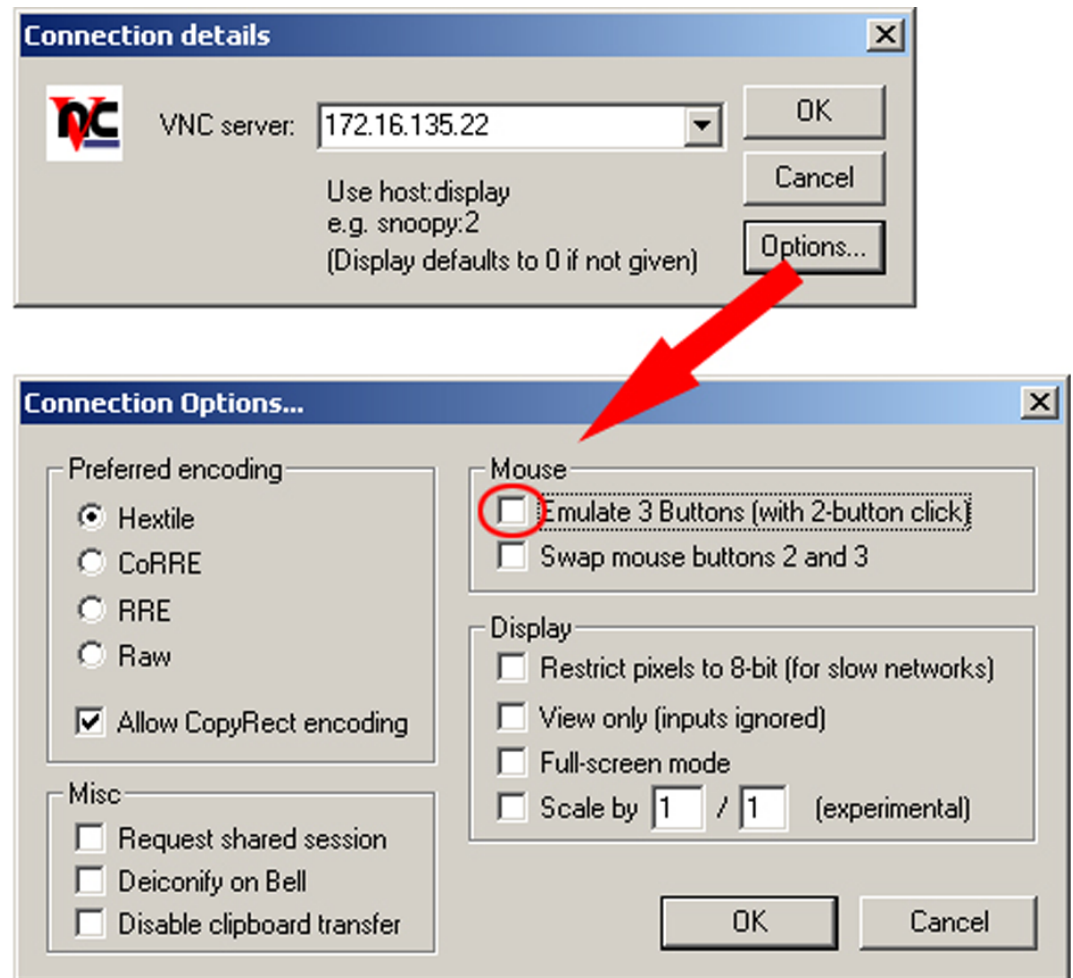 Connection details
VNC
VNC server:
172.16.135.22
OK
Use host:display
e.g. snoopy:2
(Display defaults to 0 if not given)
Cancel
Options...
Connection Options...
Preferred encoding
Hextile
CoRRE
RRE
Raw
Allow CopyRect encoding
Misc
Request shared session
Deiconify on Bell
Disable clipboard transfer
Mouse
Emulate 3 Buttons (with 2-button click)
Swap mouse buttons 2 and 3
Display
Restrict pixels to 8-bit (for slow networks)
View only (inputs ignored)
Full-screen mode
Scale by 1 / 1 (experimental)
OK
Cancel